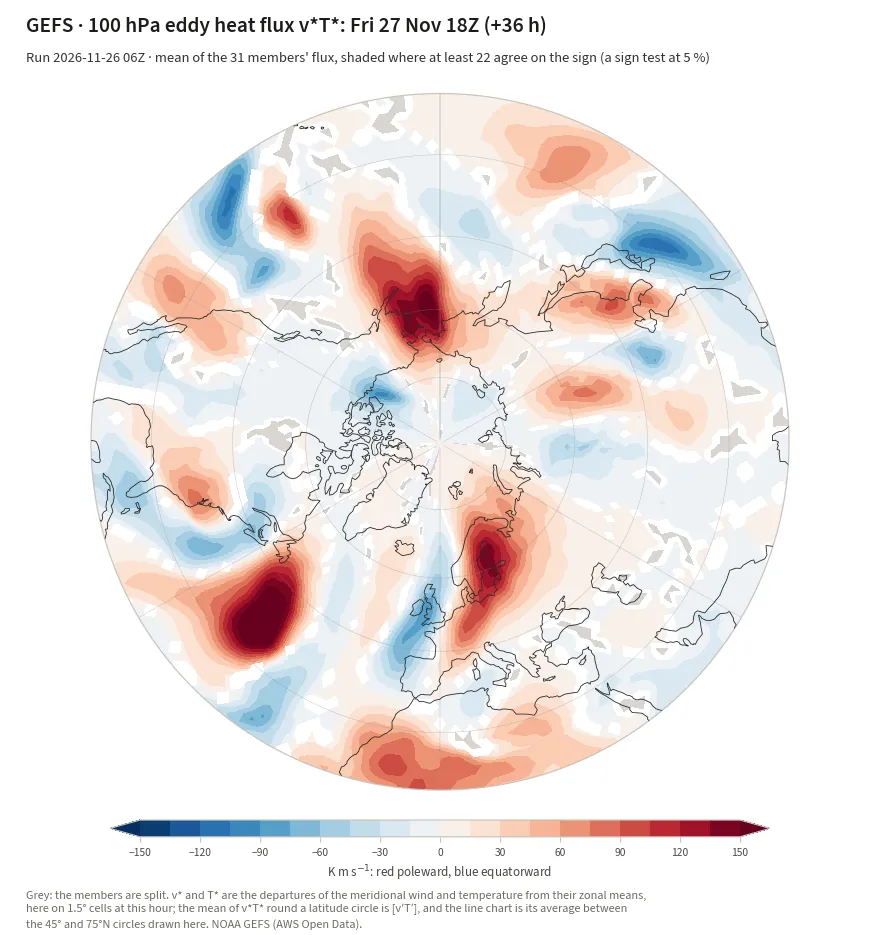 GEFS · 100 hPa eddy heat flux v*T*: Fri 27 Nov 18Z (+36 h)
Run 2026-11-26 06Z · mean of the 31 members' flux, shaded where at least 22 agree on the sign (a sign test at 5 %)
−150 −120 −90 −60 −30 0 30 60 90 120 150
K m s⁻¹: red poleward, blue equatorward
Grey: the members are split. v* and T* are the departures of the meridional wind and temperature from their zonal means,
here on 1.5° cells at this hour; the mean of v*T* round a latitude circle is [v'T'], and the line chart is its average between
the 45° and 75°N circles drawn here. NOAA GEFS (AWS Open Data).